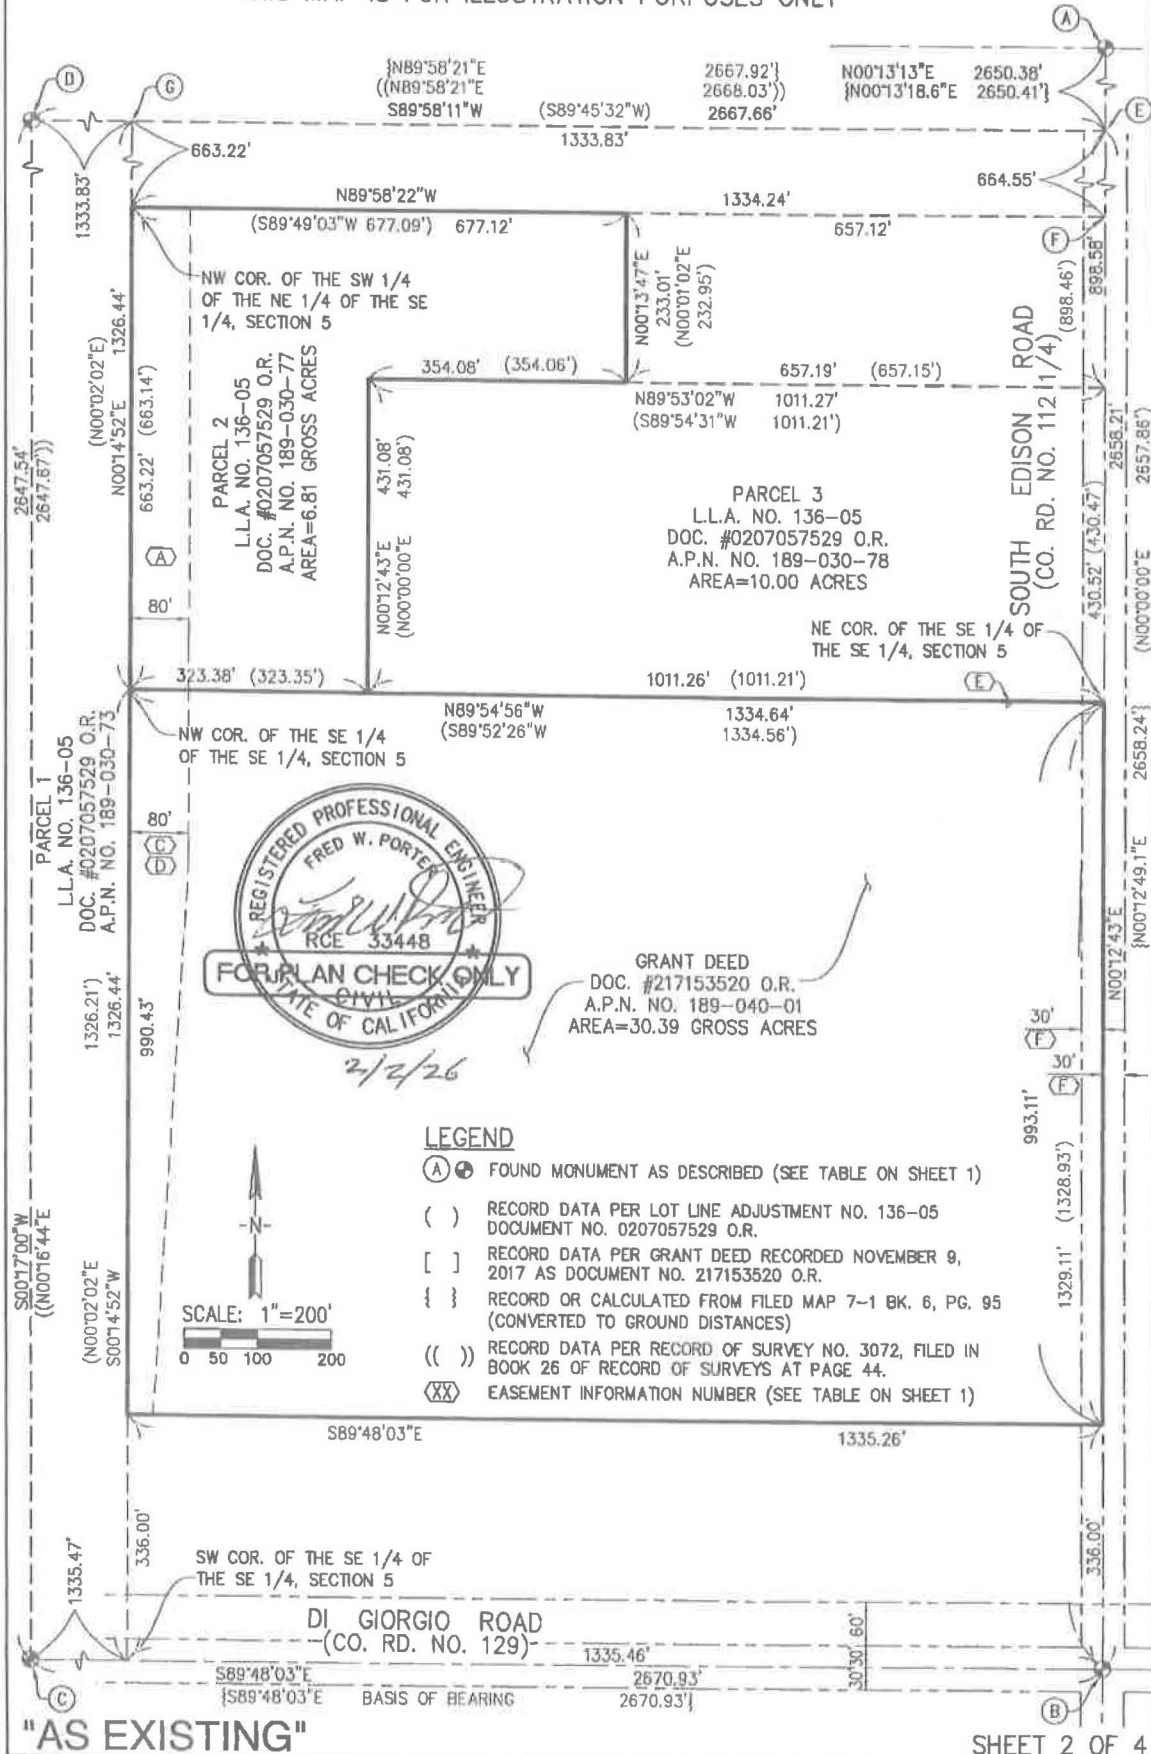 MAP IS FOR ILLUSTRATION PURPOSES ONLY
A
D
G
{N89°58'21"E 2667.92'}
((N89°58'21"E 2668.03'))
S89°58'11"W (S89°45'32"W) 2667.66'
1333.83'
N00°13'13"E 2650.38'
{N00°13'18.6"E 2650.41'}
E
663.22'
1333.83'
664.55'
N89°58'22"W 1334.24'
(S89°49'03"W 677.09') 677.12'
657.12'
F
NW COR. OF THE SW 1/4
OF THE NE 1/4 OF THE SE
1/4, SECTION 5
N00°13'47"E
233.01'
(N00°01'02"E
232.95')
(898.46')
898.58'
(N00°02'02"E)
N00°14'52"E 1326.44'
663.22' (663.14')
PARCEL 2
L.L.A. NO. 136-05
DOC. #0207057529 O.R.
A.P.N. NO. 189-030-77
AREA=6.81 GROSS ACRES
354.08' (354.06')
657.19' (657.15')
N89°53'02"W 1011.27'
(S89°54'31"W 1011.21')
SOUTH EDISON ROAD
(CO. RD. NO. 112 1/4)
2647.54'
2647.67'))
N00°12'43"E 431.08'
(N00°00'00"E 431.08')
PARCEL 3
L.L.A. NO. 136-05
DOC. #0207057529 O.R.
A.P.N. NO. 189-030-78
AREA=10.00 ACRES
430.52' (430.47')
2658.21'
(N00°00'00"E 2657.86')
A
80'
NE COR. OF THE SE 1/4 OF
THE SE 1/4, SECTION 5
323.38' (323.35')
1011.26' (1011.21')
E
N89°54'56"W 1334.64'
(S89°52'26"W 1334.56')
NW COR. OF THE SE 1/4
OF THE SE 1/4, SECTION 5
PARCEL 1
L.L.A. NO. 136-05
DOC. #0207057529 O.R.
A.P.N. NO. 189-030-73
80'
C
D
REGISTERED PROFESSIONAL ENGINEER
FRED W. PORTER
RCE 33448
FOR PLAN CHECK ONLY
CIVIL
STATE OF CALIFORNIA
2/2/26
GRANT DEED
DOC. #217153520 O.R.
A.P.N. NO. 189-040-01
AREA=30.39 GROSS ACRES
N00°12'43"E
{N00°12'49.1"E 2658.24'}
30'
F
30'
F
993.11'
1329.11' (1328.93')
1326.21')
1326.44'
990.43'
S00°17'00"W
((N00°16'44"E
(N00°02'02"E
S00°14'52"W
-N-
SCALE: 1"=200'
0 50 100 200
LEGEND
A FOUND MONUMENT AS DESCRIBED (SEE TABLE ON SHEET 1)
( ) RECORD DATA PER LOT LINE ADJUSTMENT NO. 136-05
DOCUMENT NO. 0207057529 O.R.
[ ] RECORD DATA PER GRANT DEED RECORDED NOVEMBER 9,
2017 AS DOCUMENT NO. 217153520 O.R.
{ } RECORD OR CALCULATED FROM FILED MAP 7-1 BK. 6, PG. 95
(CONVERTED TO GROUND DISTANCES)
(( )) RECORD DATA PER RECORD OF SURVEY NO. 3072, FILED IN
BOOK 26 OF RECORD OF SURVEYS AT PAGE 44.
XX EASEMENT INFORMATION NUMBER (SEE TABLE ON SHEET 1)
S89°48'03"E 1335.26'
336.00'
336.00'
1335.47'
SW COR. OF THE SE 1/4 OF
THE SE 1/4, SECTION 5
DI GIORGIO ROAD
(CO. RD. NO. 129)
1335.46'
30' 30' 60'
S89°48'03"E 2670.93'
{S89°48'03"E BASIS OF BEARING 2670.93'}
C
B
"AS EXISTING"
SHEET 2 OF 4